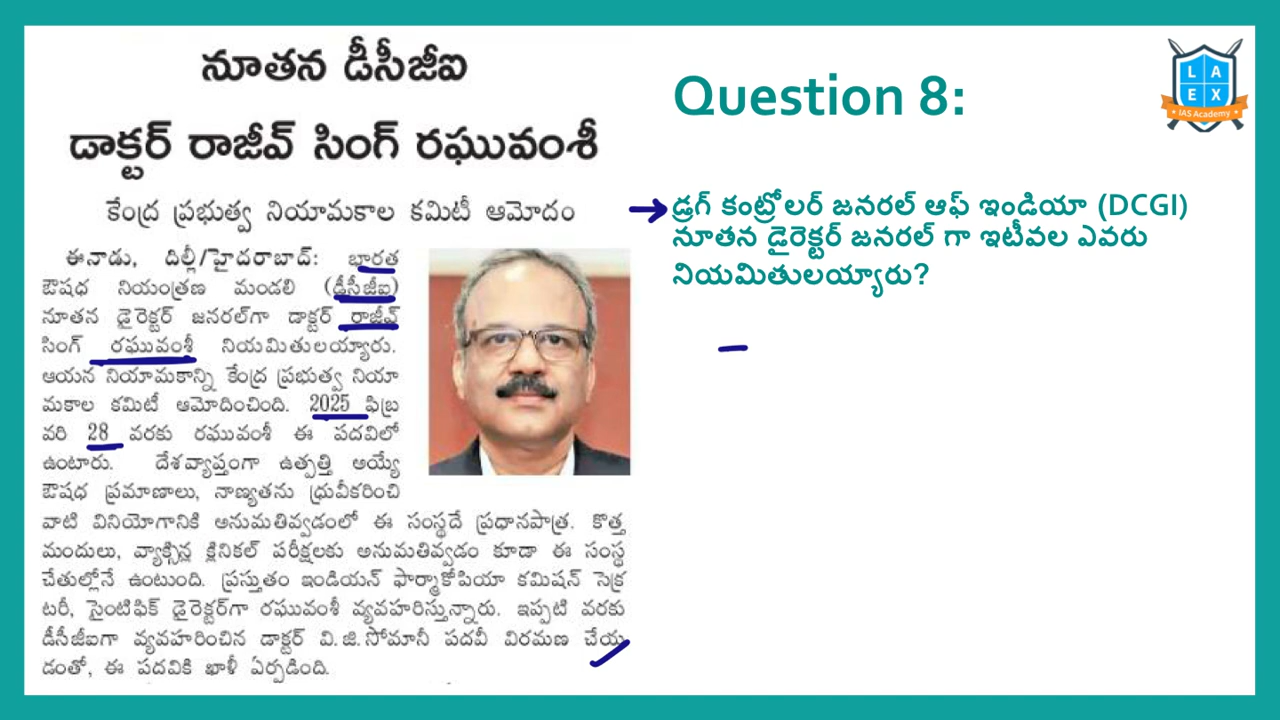 నూతన డీసీజీఐ
డాక్టర్ రాజీవ్ సింగ్ రఘువంశీ
కేంద్ర ప్రభుత్వ నియామకాల కమిటీ ఆమోదం
ఈనాడు, దిల్లీ/హైదరాబాద్: భారత
ఔషధ నియంత్రణ మండలి (డీసీజీఐ)
నూతన డైరెక్టర్ జనరల్‌గా డాక్టర్ రాజీవ్
సింగ్ రఘువంశీ నియమితులయ్యారు.
ఆయన నియామకాన్ని కేంద్ర ప్రభుత్వ నియా
మకాల కమిటీ ఆమోదించింది. 2025 ఫిబ్ర
వరి 28 వరకు రఘువంశీ ఈ పదవిలో
ఉంటారు. దేశవ్యాప్తంగా ఉత్పత్తి అయ్యే
ఔషధ ప్రమాణాలు, నాణ్యతను ధ్రువీకరించి
వాటి వినియోగానికి అనుమతివ్వడంలో ఈ సంస్థదే ప్రధానపాత్ర. కొత్త
మందులు, వ్యాక్సిన్ల క్లినికల్ పరీక్షలకు అనుమతివ్వడం కూడా ఈ సంస్థ
చేతుల్లోనే ఉంటుంది. ప్రస్తుతం ఇండియన్ ఫార్మాకోపియా కమిషన్ సెక్ర
టరీ, సైంటిఫిక్ డైరెక్టర్‌గా రఘువంశీ వ్యవహరిస్తున్నారు. ఇప్పటి వరకు
డీసీజీఐగా వ్యవహరించిన డాక్టర్ వి.జి.సోమానీ పదవీ విరమణ చేయ
డంతో, ఈ పదవికి ఖాళీ ఏర్పడింది.
Question 8:
డ్రగ్ కంట్రోలర్ జనరల్ ఆఫ్ ఇండియా (DCGI)
నూతన డైరెక్టర్ జనరల్ గా ఇటీవల ఎవరు
నియమితులయ్యారు?
L A
E X
IAS Academy